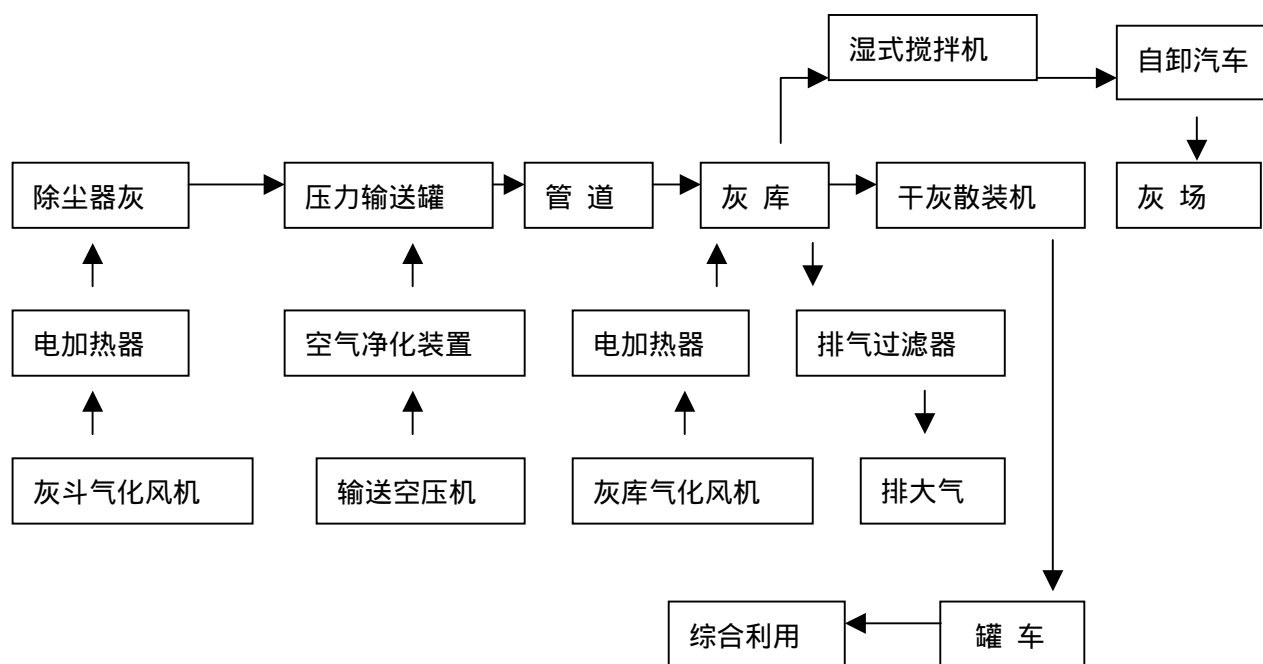 湿式搅拌机
自卸汽车
除尘器灰
压力输送罐
管 道
灰 库
干灰散装机
灰 场
电加热器
空气净化装置
电加热器
排气过滤器
灰斗气化风机
输送空压机
灰库气化风机
排大气
综合利用
罐 车